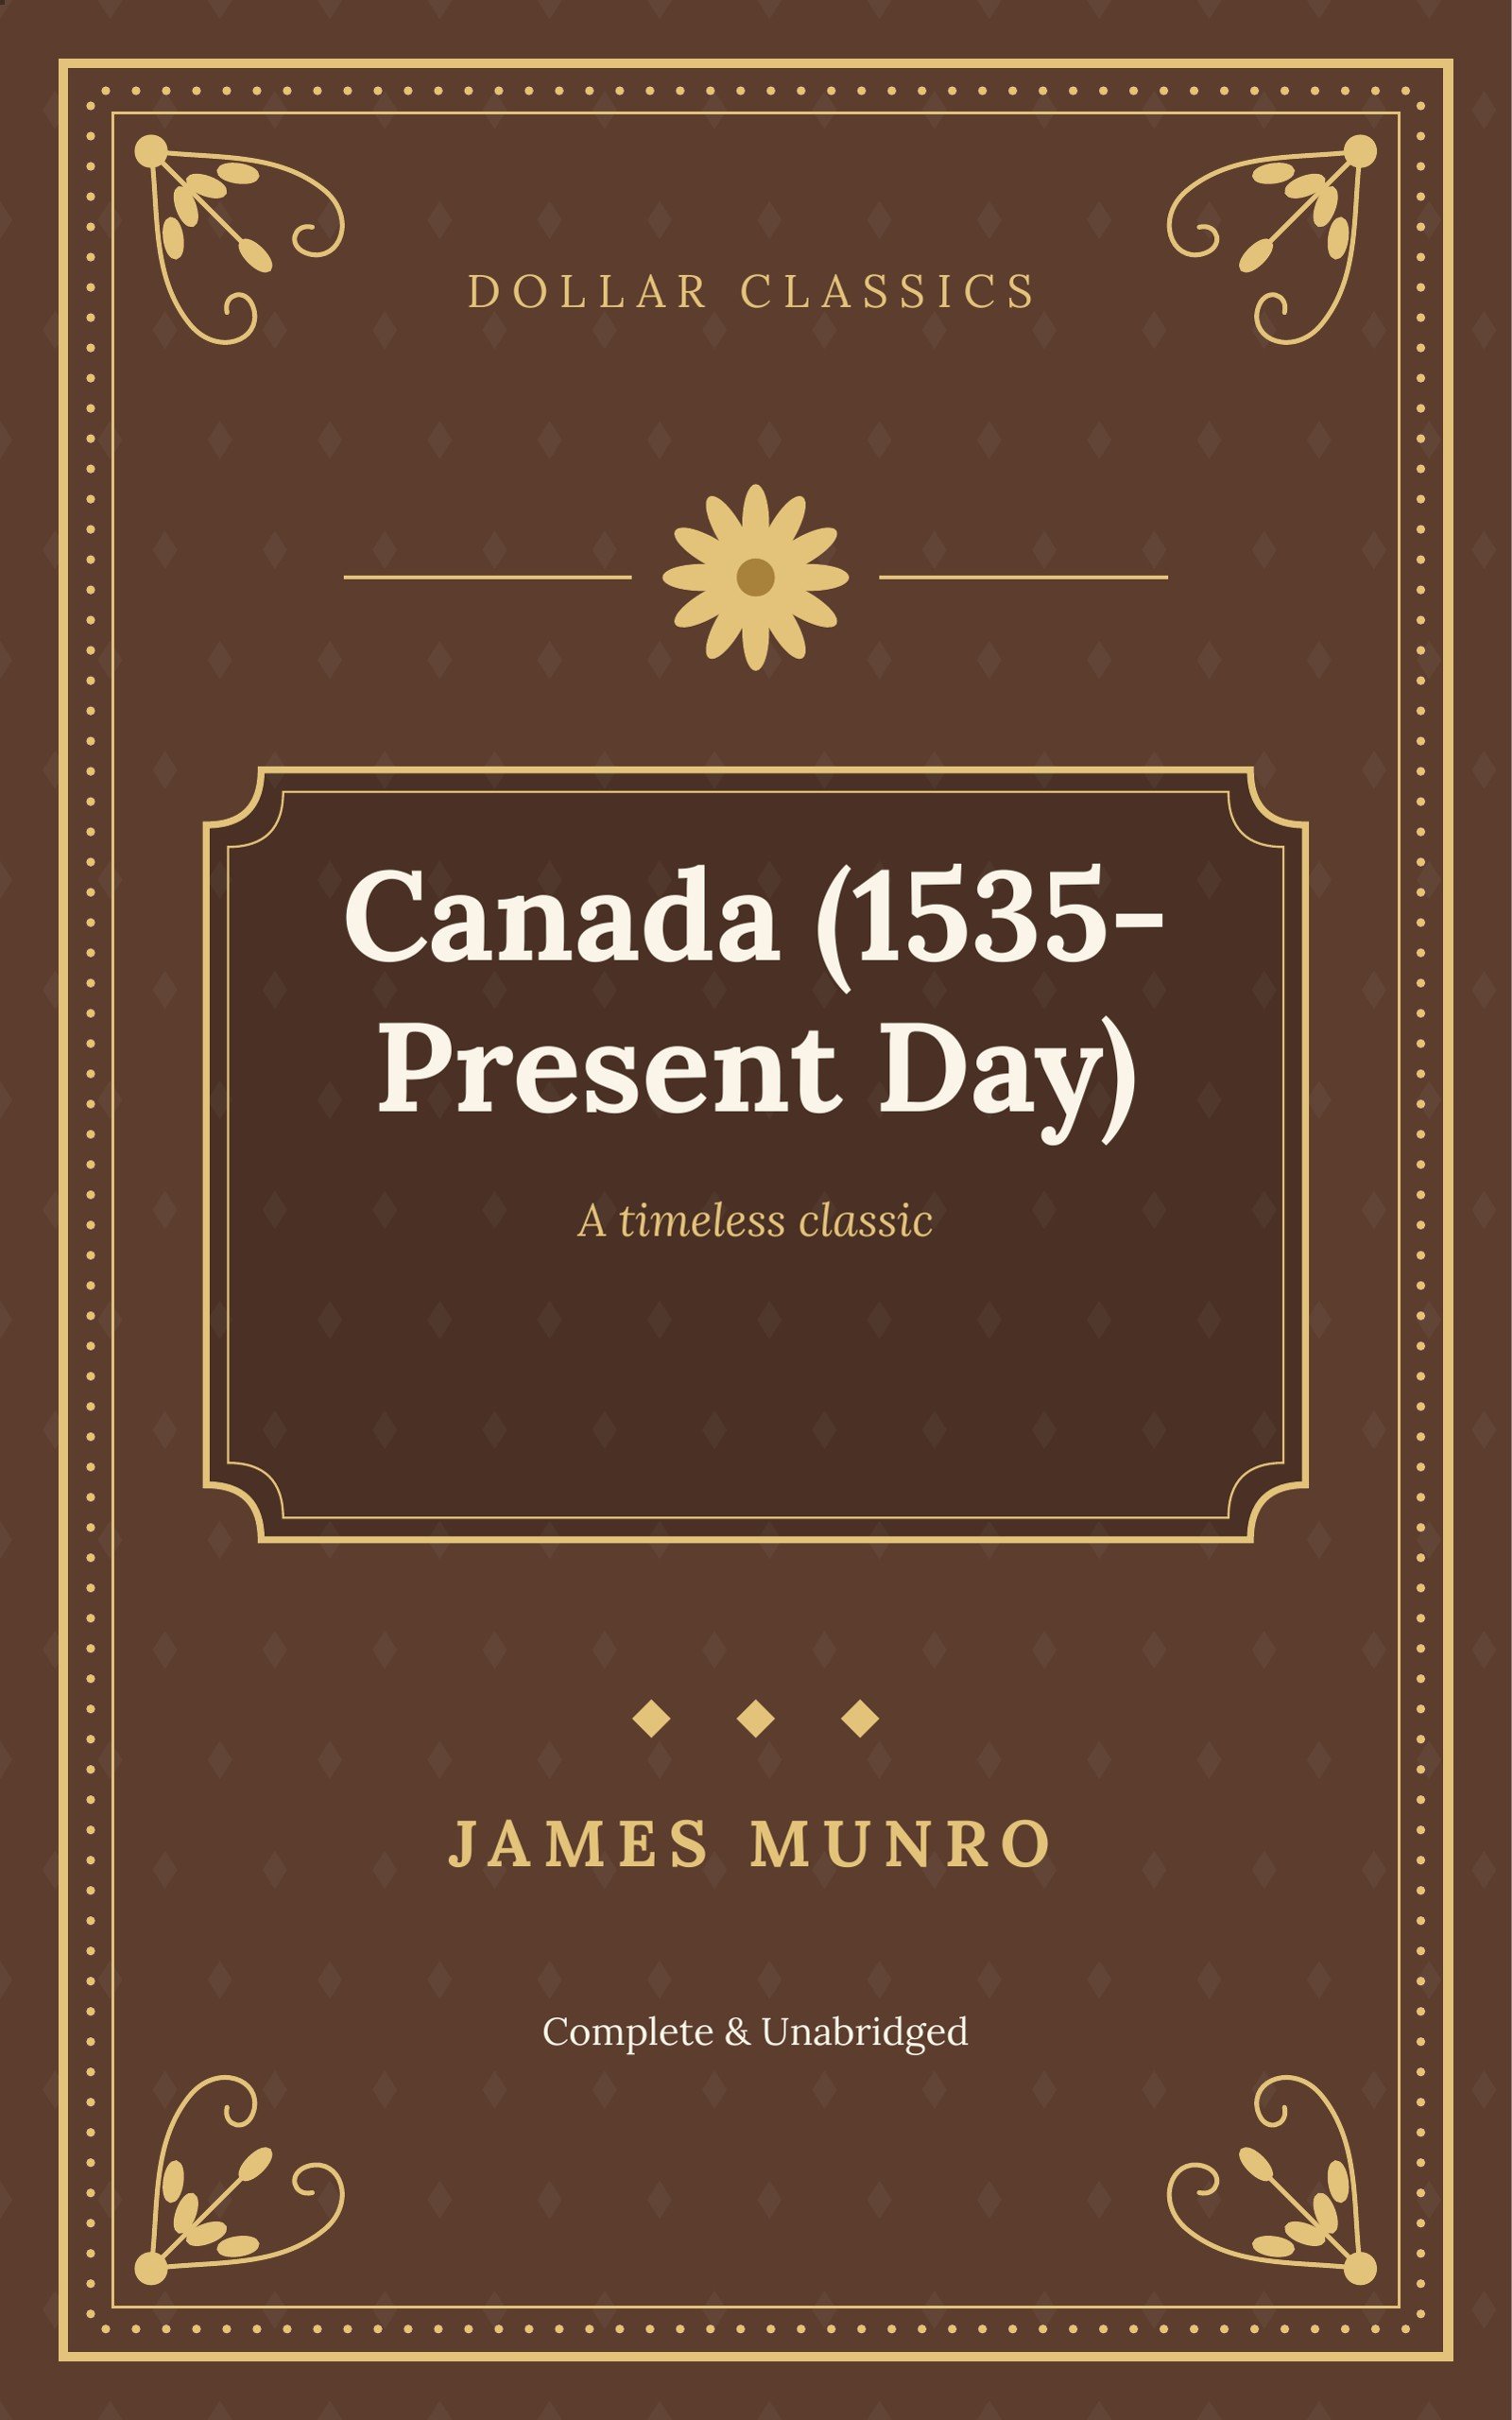 DOLLAR CLASSICS
Canada (1535-
Present Day)
A timeless classic
JAMES MUNRO
Complete & Unabridged